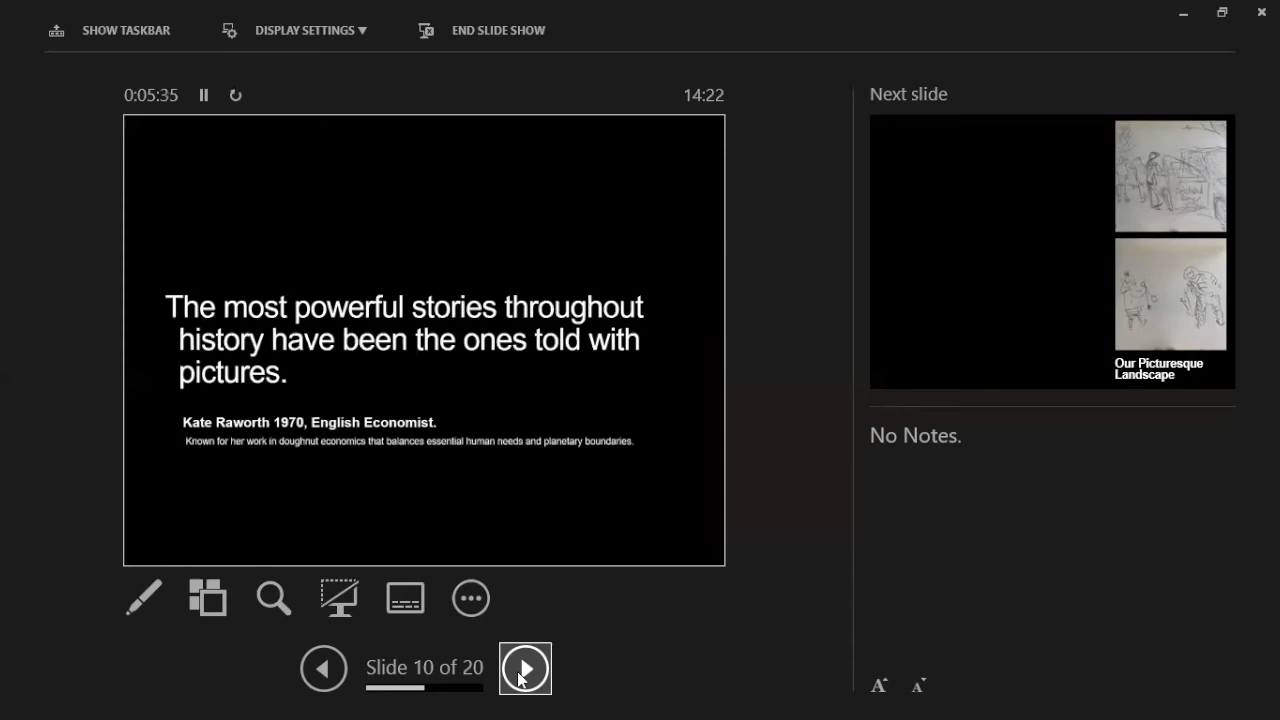 SHOW TASKBAR
DISPLAY SETTINGS ▼
END SLIDE SHOW
0:05:35
14:22
The most powerful stories throughout
history have been the ones told with
pictures.
Kate Raworth 1970, English Economist.
Known for her work in doughnut economics that balances essential human needs and planetary boundaries.
Slide 10 of 20
Next slide
Our Picturesque
Landscape
No Notes.
A A